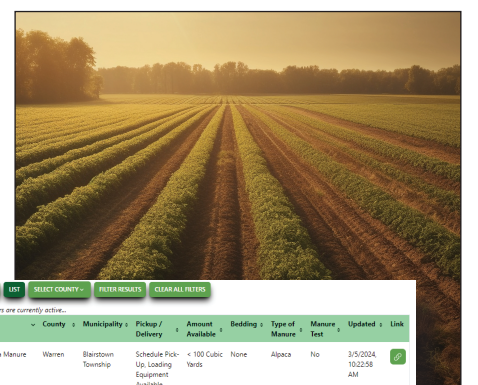 LIST SELECT COUNTY FILTER RESULTS CLEAR ALL FILTERS
rs are currently active...
County Municipality Pickup / Delivery Amount Available Bedding Type of Manure Manure Test Updated Link
Manure Warren Blairstown Township Schedule Pick-Up, Loading Equipment Available < 100 Cubic Yards None Alpaca No 3/5/2024, 10:22:58 AM